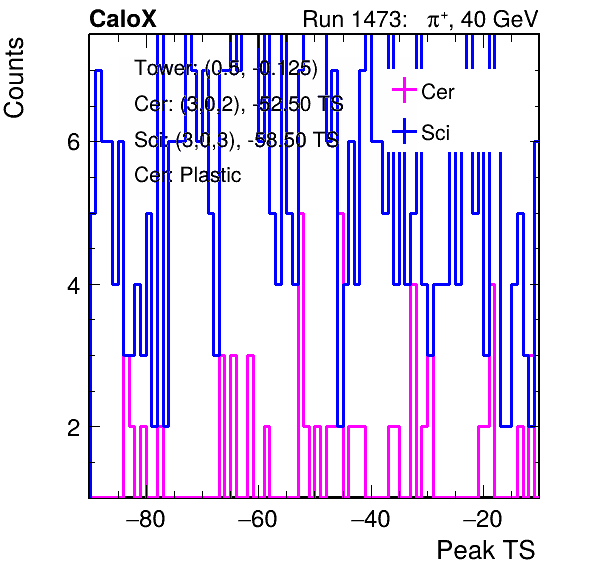 CaloX Run 1473: π⁺, 40 GeV
Counts
Tower: (0.5, -0.125)
Cer: (3,0,2), -52.50 TS
Sci: (3,0,3), -58.50 TS
Cer: Plastic
Cer
Sci
6
4
2
−80 −60 −40 −20
Peak TS